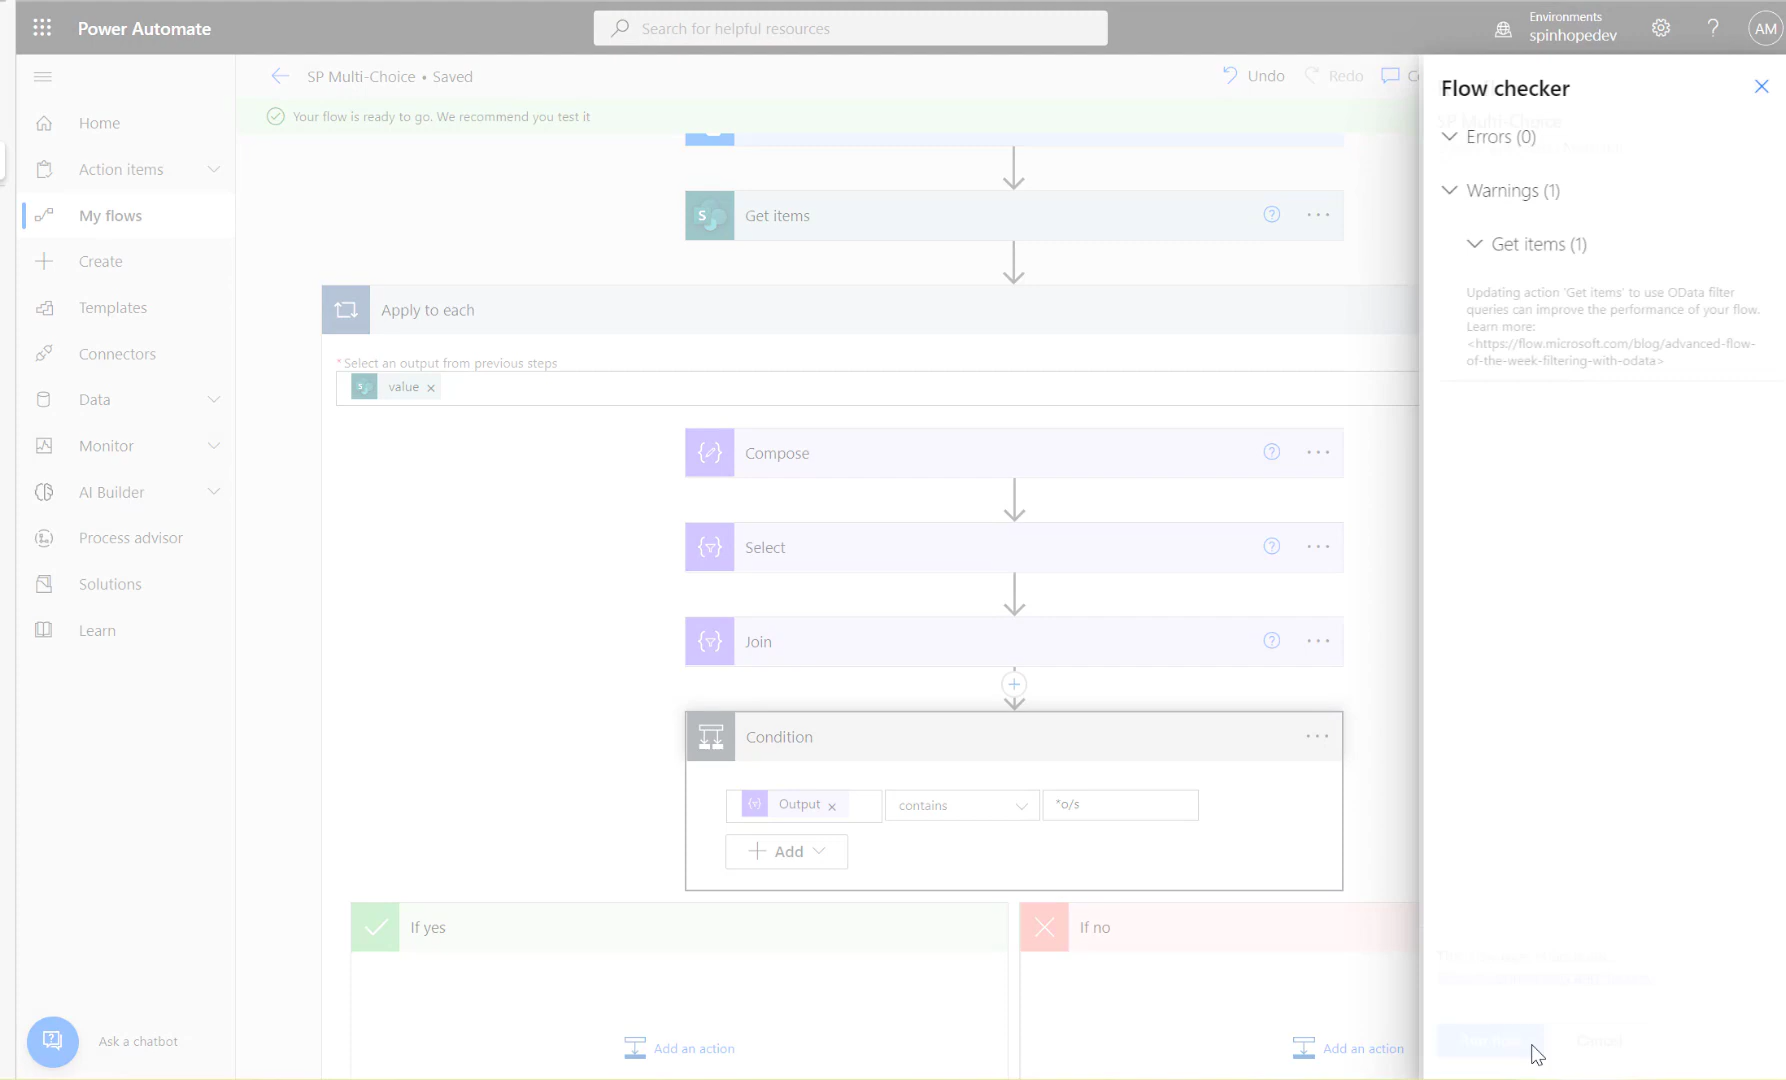 Power Automate
Search for helpful resources
Environments
spinhopedev
AM
SP Multi-Choice • Saved
Undo
Redo
Your flow is ready to go. We recommend you test it
Home
Action items
My flows
Create
Templates
Connectors
Data
Monitor
AI Builder
Process advisor
Solutions
Learn
Ask a chatbot
Get items
Apply to each
* Select an output from previous steps
value
Compose
Select
Join
Condition
Output
contains
*o/s
Add
If yes
If no
Add an action
Add an action
Flow checker
SP Multi-Choice
Errors (0)
Warnings (1)
Get items (1)
Updating action 'Get items' to use OData filter
queries can improve the performance of your flow.
Learn more:
<https://flow.microsoft.com/blog/advanced-flow-
of-the-week-filtering-with-odata>
Cancel